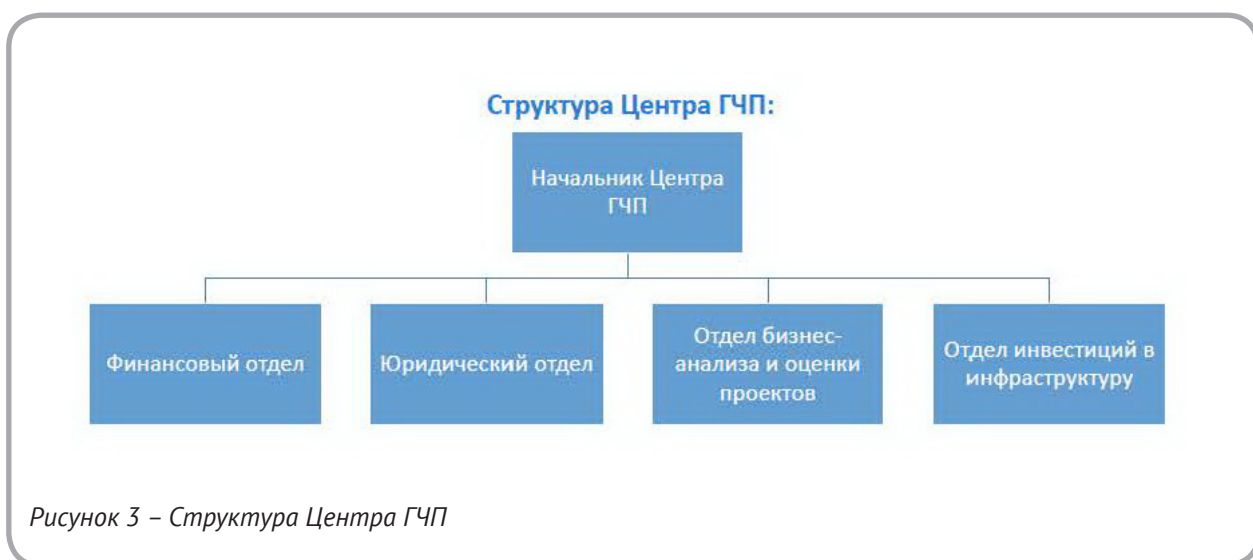 Структура Центра ГЧП:
Начальник Центра
ГЧП
Финансовый отдел
Юридический отдел
Отдел бизнес-
анализа и оценки
проектов
Отдел инвестиций в
инфраструктуру
Рисунок 3 – Структура Центра ГЧП